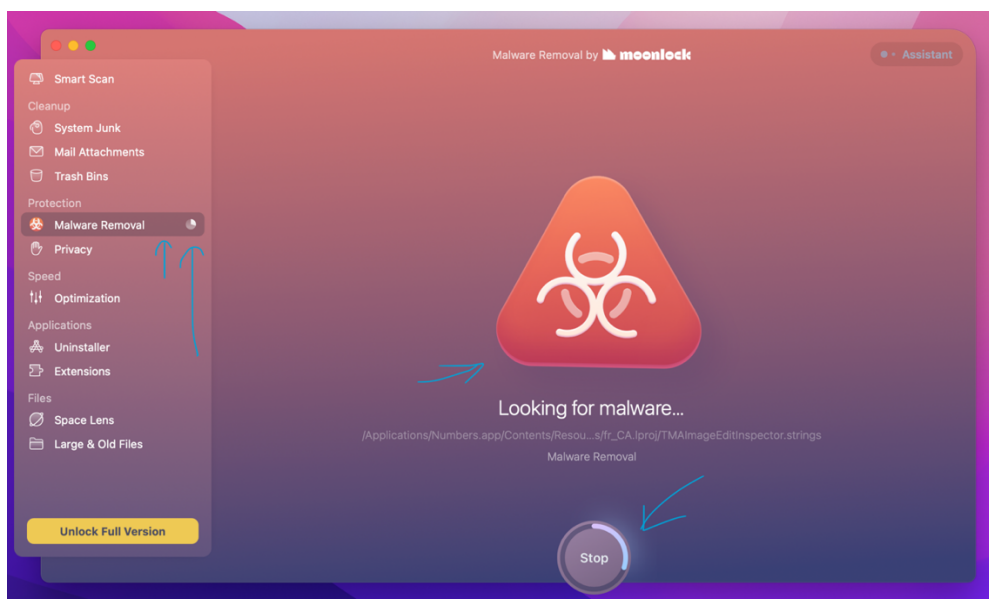 Malware Removal by moonlock
Assistant
Smart Scan
Cleanup
System Junk
Mail Attachments
Trash Bins
Protection
Malware Removal
Privacy
Speed
Optimization
Applications
Uninstaller
Extensions
Files
Space Lens
Large & Old Files
Unlock Full Version
Looking for malware...
/Applications/Numbers.app/Contents/Resou...s/fr_CA.lproj/TMAImageEditInspector.strings
Malware Removal
Stop